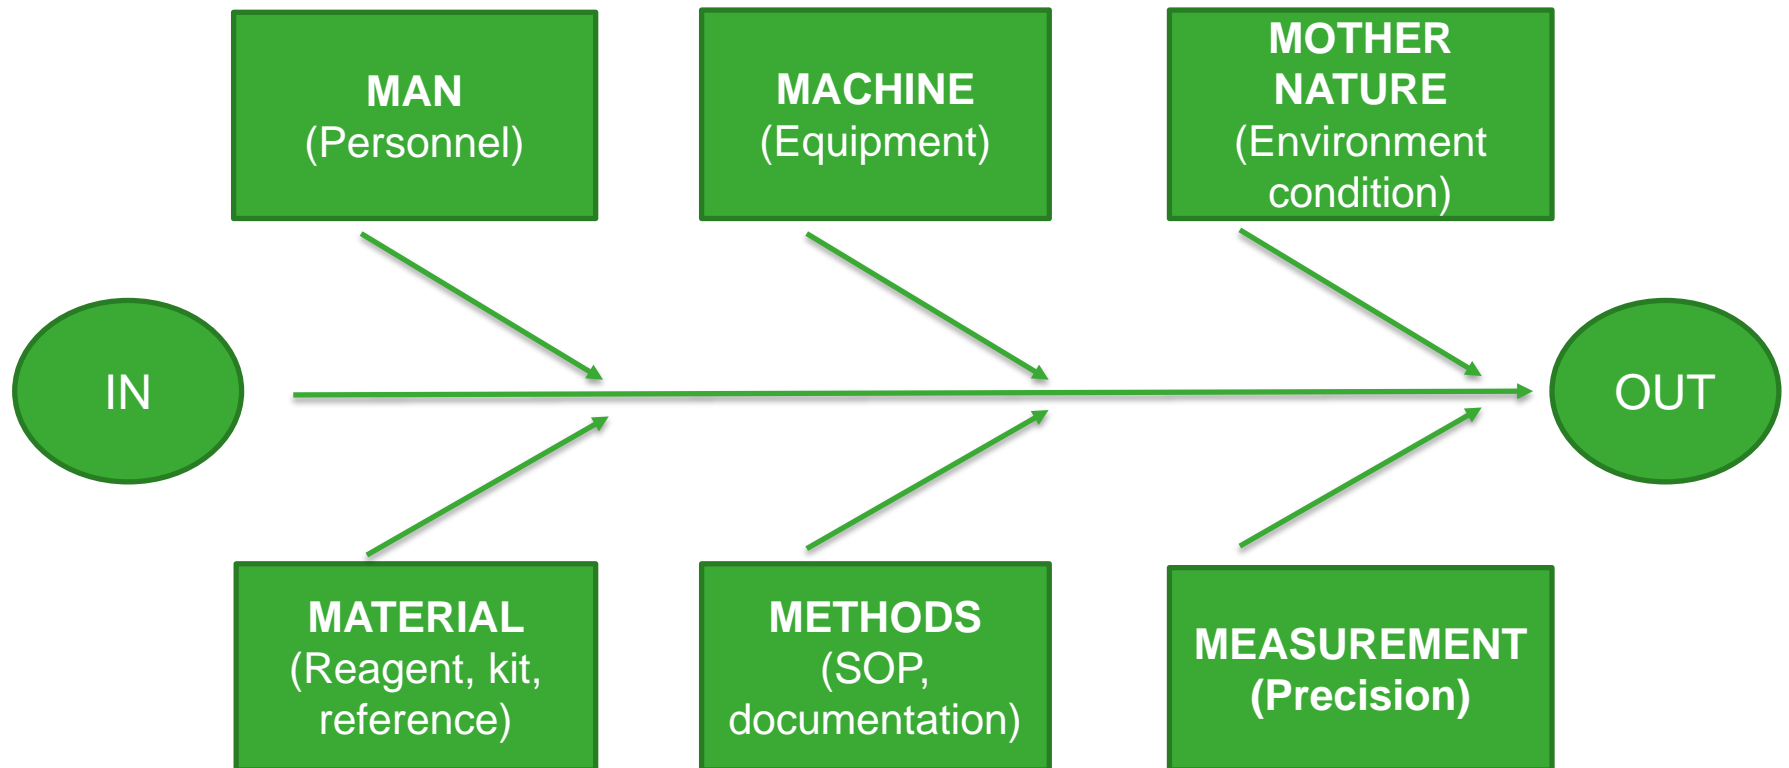 MAN
(Personnel)
MACHINE
(Equipment)
MOTHER
NATURE
(Environment
condition)
IN
OUT
MATERIAL
(Reagent, kit,
reference)
METHODS
(SOP,
documentation)
MEASUREMENT
(Precision)